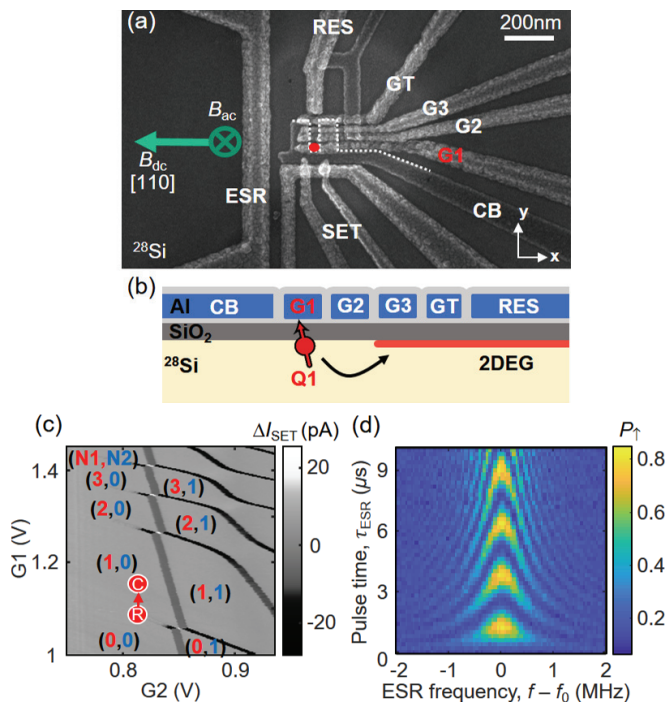 (a)
RES
200nm
GT
G3
G2
G1
Bac
Bdc
[110]
ESR
CB
SET
y
x
28Si
(b)
Al
CB
G1
G2
G3
GT
RES
SiO2
28Si
Q1
2DEG
(c)
ΔISET (pA)
(N1,N2)
(3,0)
(3,1)
(2,0)
(2,1)
(1,0)
(1,1)
C
R
(0,0)
(0,1)
1.4
1.2
1
G1 (V)
0.8
0.9
G2 (V)
20
0
-20
(d)
P↑
9
6
3
0
Pulse time, τESR (µs)
-2
-1
0
1
2
ESR frequency, f – f0 (MHz)
0.8
0.6
0.4
0.2